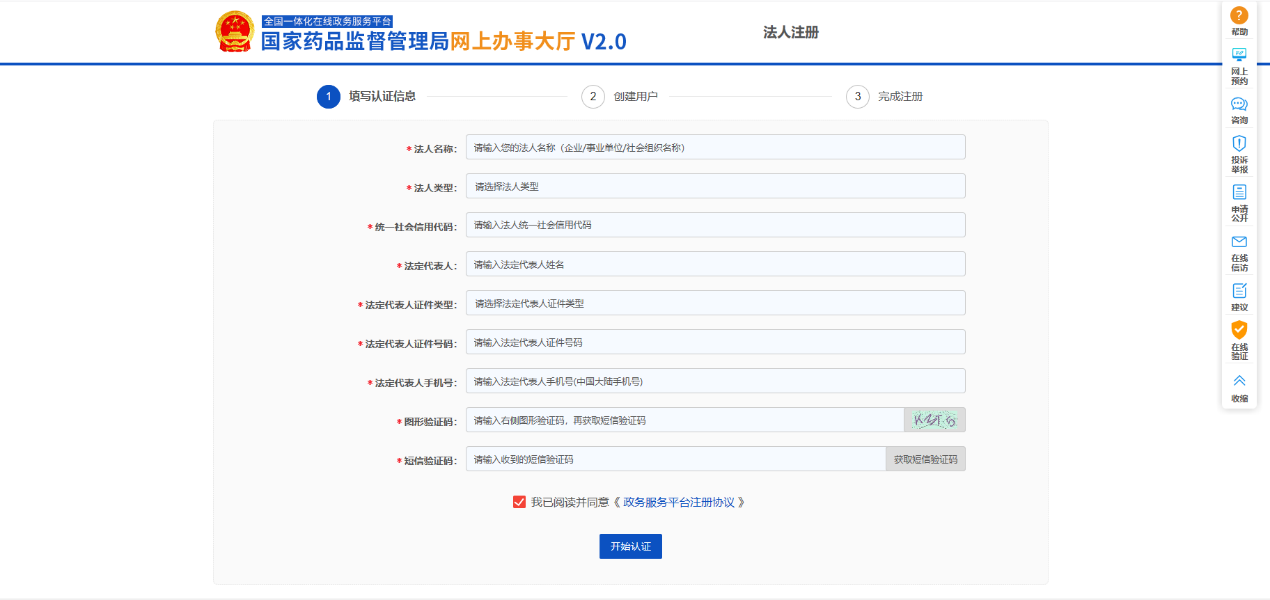 全国一体化在线政务服务平台
国家药品监督管理局网上办事大厅 V2.0
法人注册
1 填写认证信息
2 创建用户
3 完成注册
*法人名称: 请输入您的法人名称（企业/事业单位/社会组织名称）
*法人类型: 请选择法人类型
*统一社会信用代码: 请输入法人统一社会信用代码
*法定代表人: 请输入法定代表人姓名
*法定代表人证件类型: 请选择法定代表人证件类型
*法定代表人证件号码: 请输入法定代表人证件号码
*法定代表人手机号: 请输入法定代表人手机号(中国大陆手机号)
*图形验证码: 请输入右侧图形验证码，再获取短信验证码
*短信验证码: 请输入收到的短信验证码 获取短信验证码
我已阅读并同意《 政务服务平台注册协议 》
开始认证
?
帮助
网上
预约
咨询
投诉
举报
申请
公开
在线
信访
建议
在线
验证
收缩